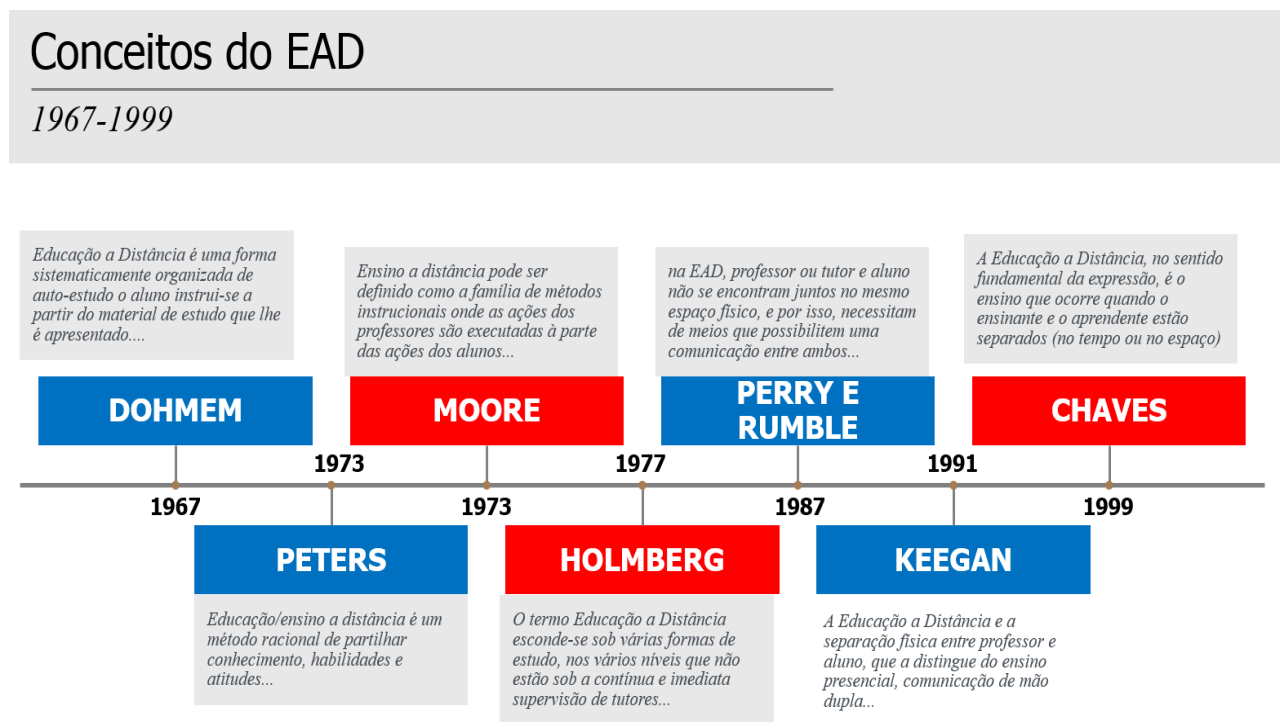 Conceitos do EAD
1967-1999
Educação a Distância é uma forma
sistematicamente organizada de
auto-estudo o aluno instrui-se a
partir do material de estudo que lhe
é apresentado....
DOHMEM
1967
1973
PETERS
Educação/ensino a distância é um
método racional de partilhar
conhecimento, habilidades e
atitudes...
Ensino a distância pode ser
definido como a família de métodos
instrucionais onde as ações dos
professores são executadas à parte
das ações dos alunos...
MOORE
1973
1977
HOLMBERG
O termo Educação a Distância
esconde-se sob várias formas de
estudo, nos vários níveis que não
estão sob a contínua e imediata
supervisão de tutores...
na EAD, professor ou tutor e aluno
não se encontram juntos no mesmo
espaço físico, e por isso, necessitam
de meios que possibilitem uma
comunicação entre ambos...
PERRY E
RUMBLE
1987
1991
KEEGAN
A Educação a Distância e a
separação física entre professor e
aluno, que a distingue do ensino
presencial, comunicação de mão
dupla...
A Educação a Distância, no sentido
fundamental da expressão, é o
ensino que ocorre quando o
ensinante e o aprendente estão
separados (no tempo ou no espaço)
CHAVES
1999